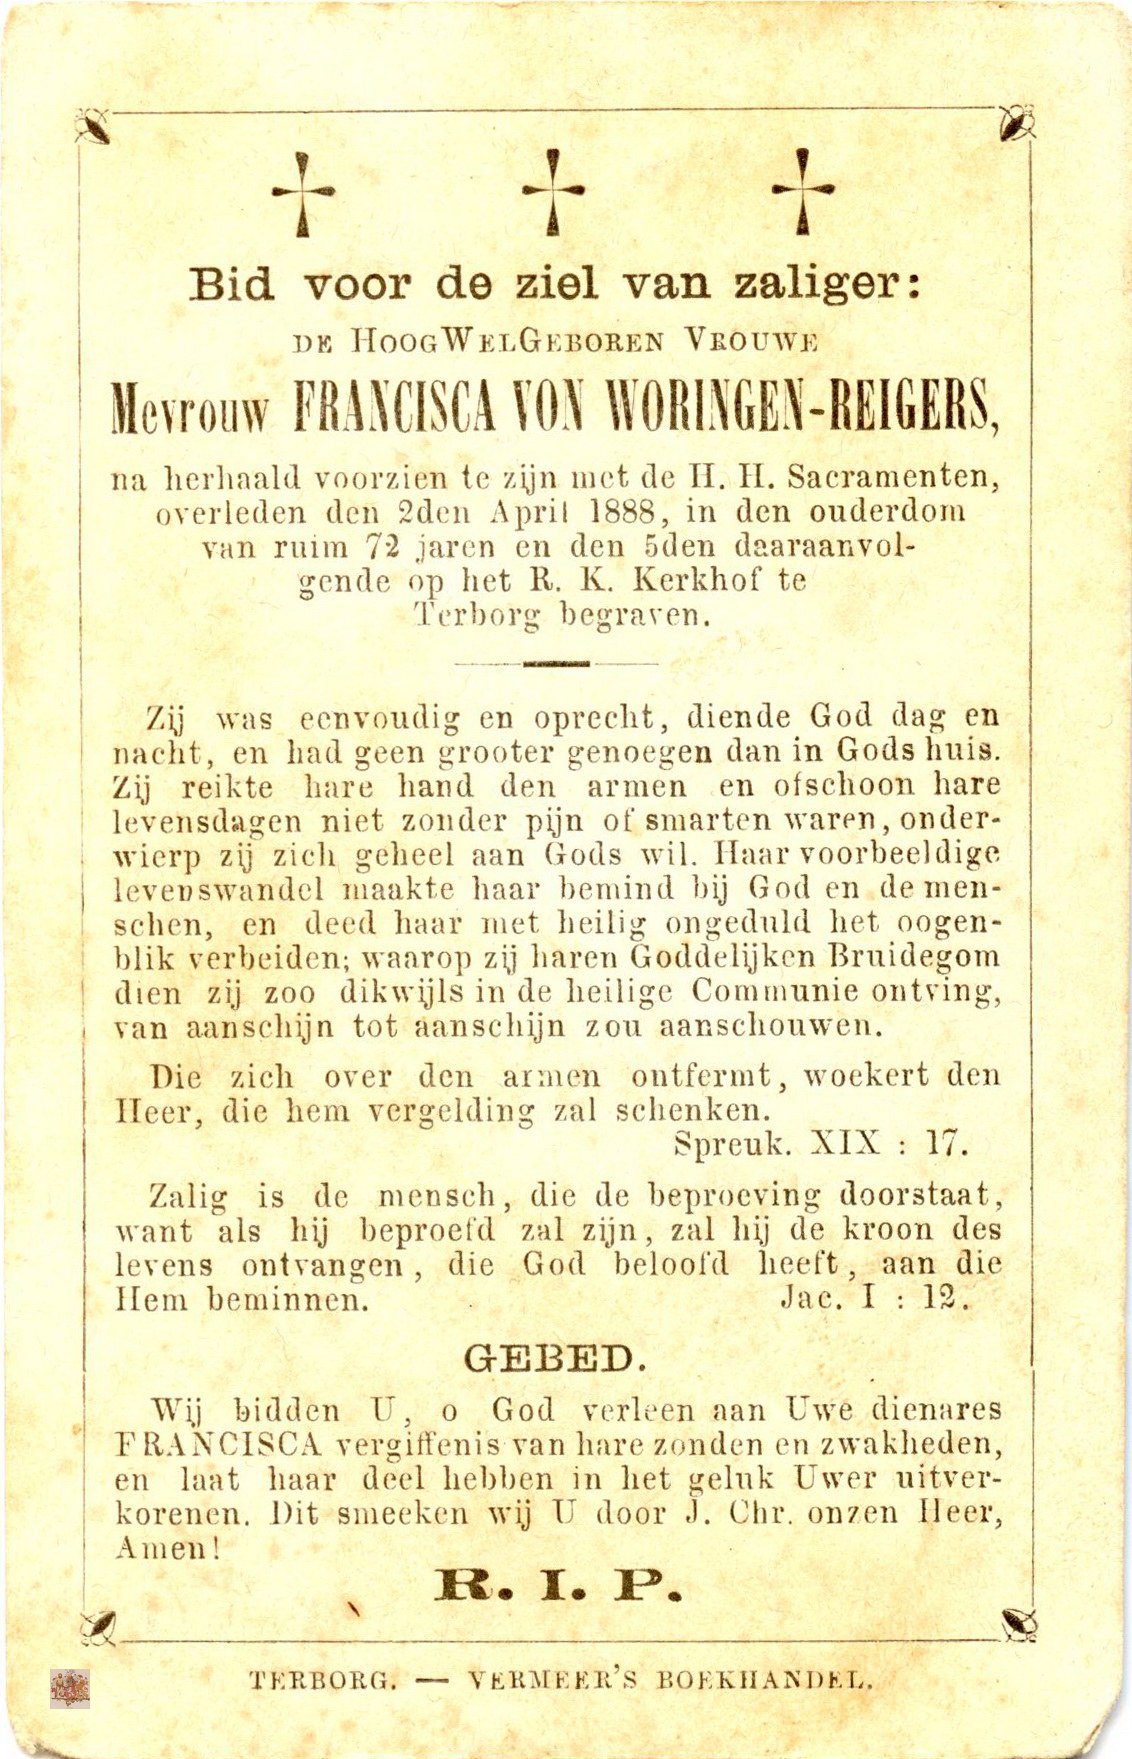 Bid voor de ziel van zaliger:
DE HOOGWELGEBOREN VROUWE
Mevrouw FRANCISCA VON WORINGEN-REIGERS,
na herhaald voorzien te zijn met de H. H. Sacramenten,
overleden den 2den April 1888, in den ouderdom
van ruim 72 jaren en den 5den daaraanvol-
gende op het R. K. Kerkhof te
Terborg begraven.
Zij was eenvoudig en oprecht, diende God dag en
nacht, en had geen grooter genoegen dan in Gods huis.
Zij reikte hare hand den armen en ofschoon hare
levensdagen niet zonder pijn of smarten waren, onder-
wierp zij zich geheel aan Gods wil. Haar voorbeeldige
levenswandel maakte haar bemind bij God en de men-
schen, en deed haar met heilig ongeduld het oogen-
blik verbeiden; waarop zij haren Goddelijken Bruidegom
dien zij zoo dikwijls in de heilige Communie ontving,
van aanschijn tot aanschijn zou aanschouwen.
Die zich over den armen ontfermt, woekert den
Heer, die hem vergelding zal schenken.
Spreuk. XIX : 17.
Zalig is de mensch, die de beproeving doorstaat,
want als hij beproefd zal zijn, zal hij de kroon des
levens ontvangen, die God beloofd heeft, aan die
Hem beminnen. Jac. I : 12.
GEBED.
Wij bidden U, o God verleen aan Uwe dienares
FRANCISCA vergiffenis van hare zonden en zwakheden,
en laat haar deel hebben in het geluk Uwer uitver-
korenen. Dit smeeken wij U door J. Chr. onzen Heer,
Amen!
R. I. P.
TERBORG. — VERMEER'S BOEKHANDEL.